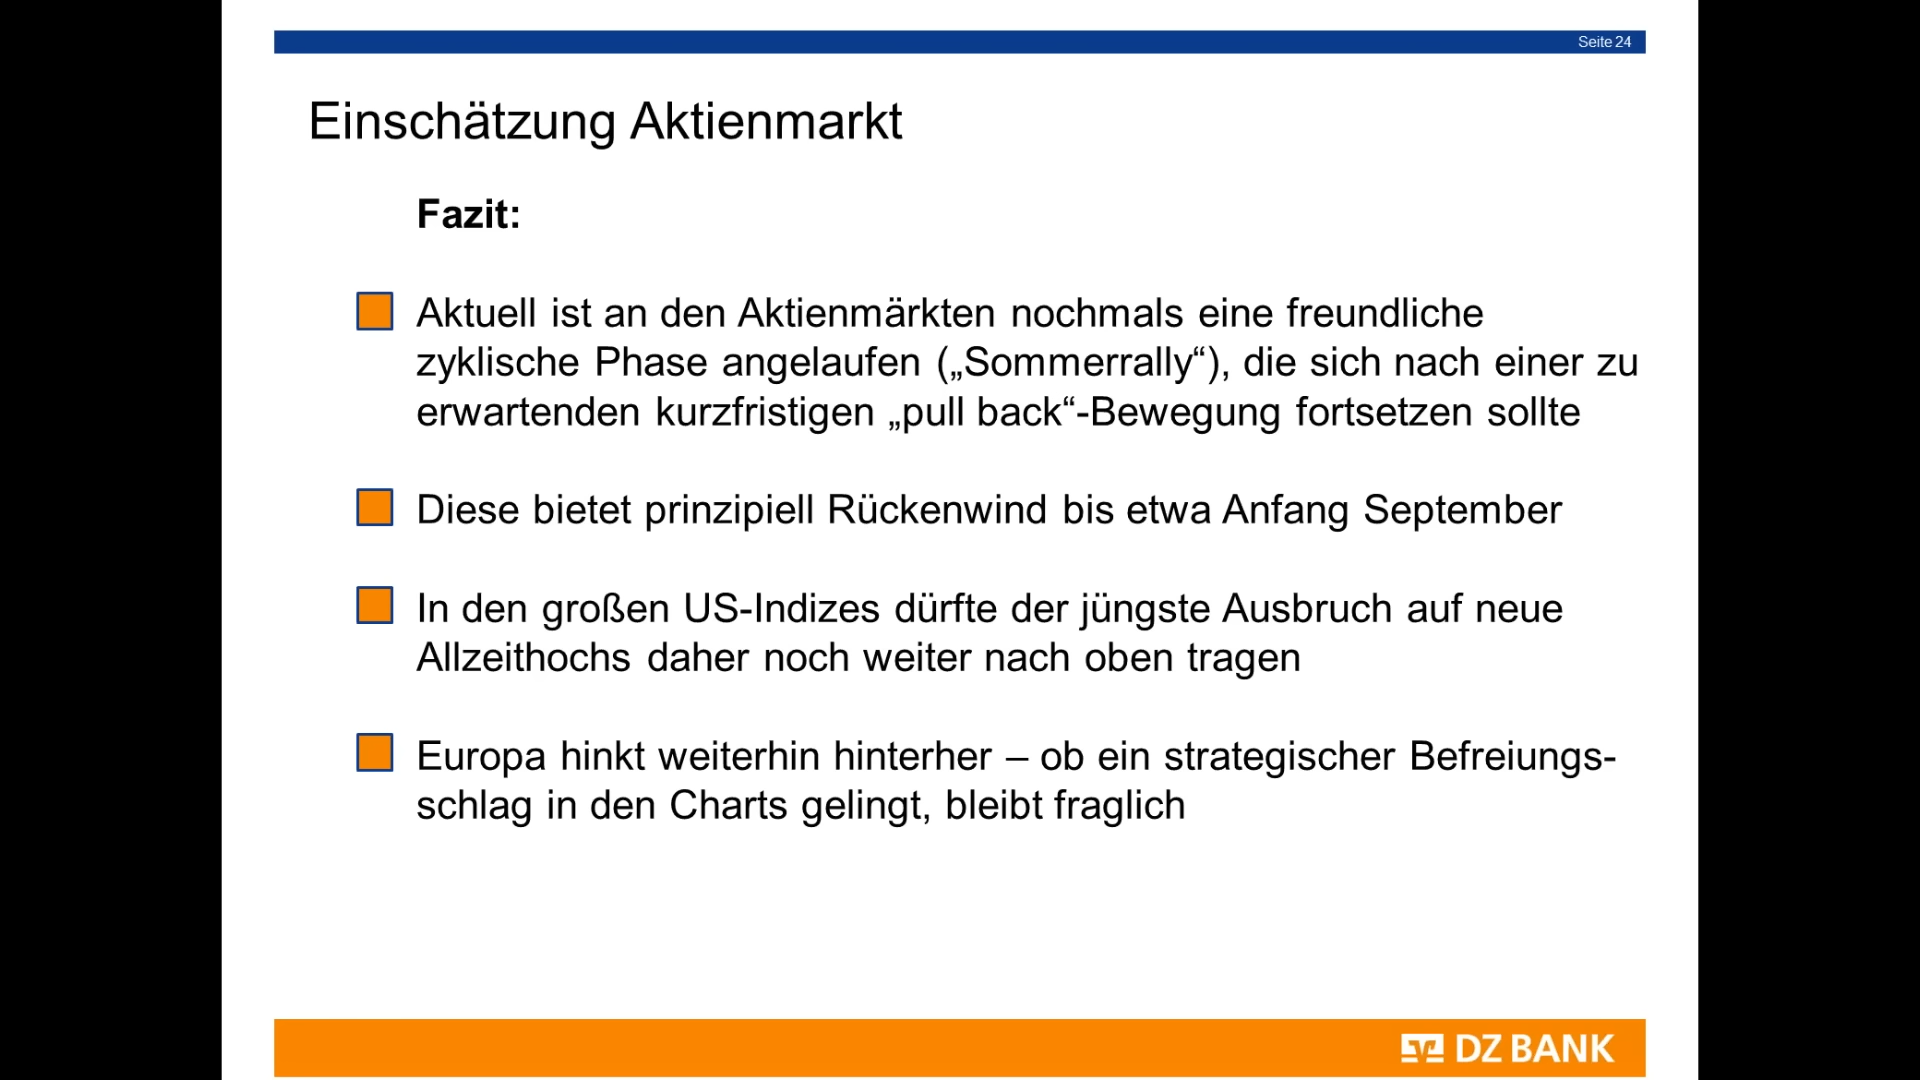 Seite 24
Einschätzung Aktienmarkt
Fazit:
Aktuell ist an den Aktienmärkten nochmals eine freundliche
zyklische Phase angelaufen („Sommerrally“), die sich nach einer zu
erwartenden kurzfristigen „pull back“-Bewegung fortsetzen sollte
Diese bietet prinzipiell Rückenwind bis etwa Anfang September
In den großen US-Indizes dürfte der jüngste Ausbruch auf neue
Allzeithochs daher noch weiter nach oben tragen
Europa hinkt weiterhin hinterher – ob ein strategischer Befreiungs-
schlag in den Charts gelingt, bleibt fraglich
DZ BANK